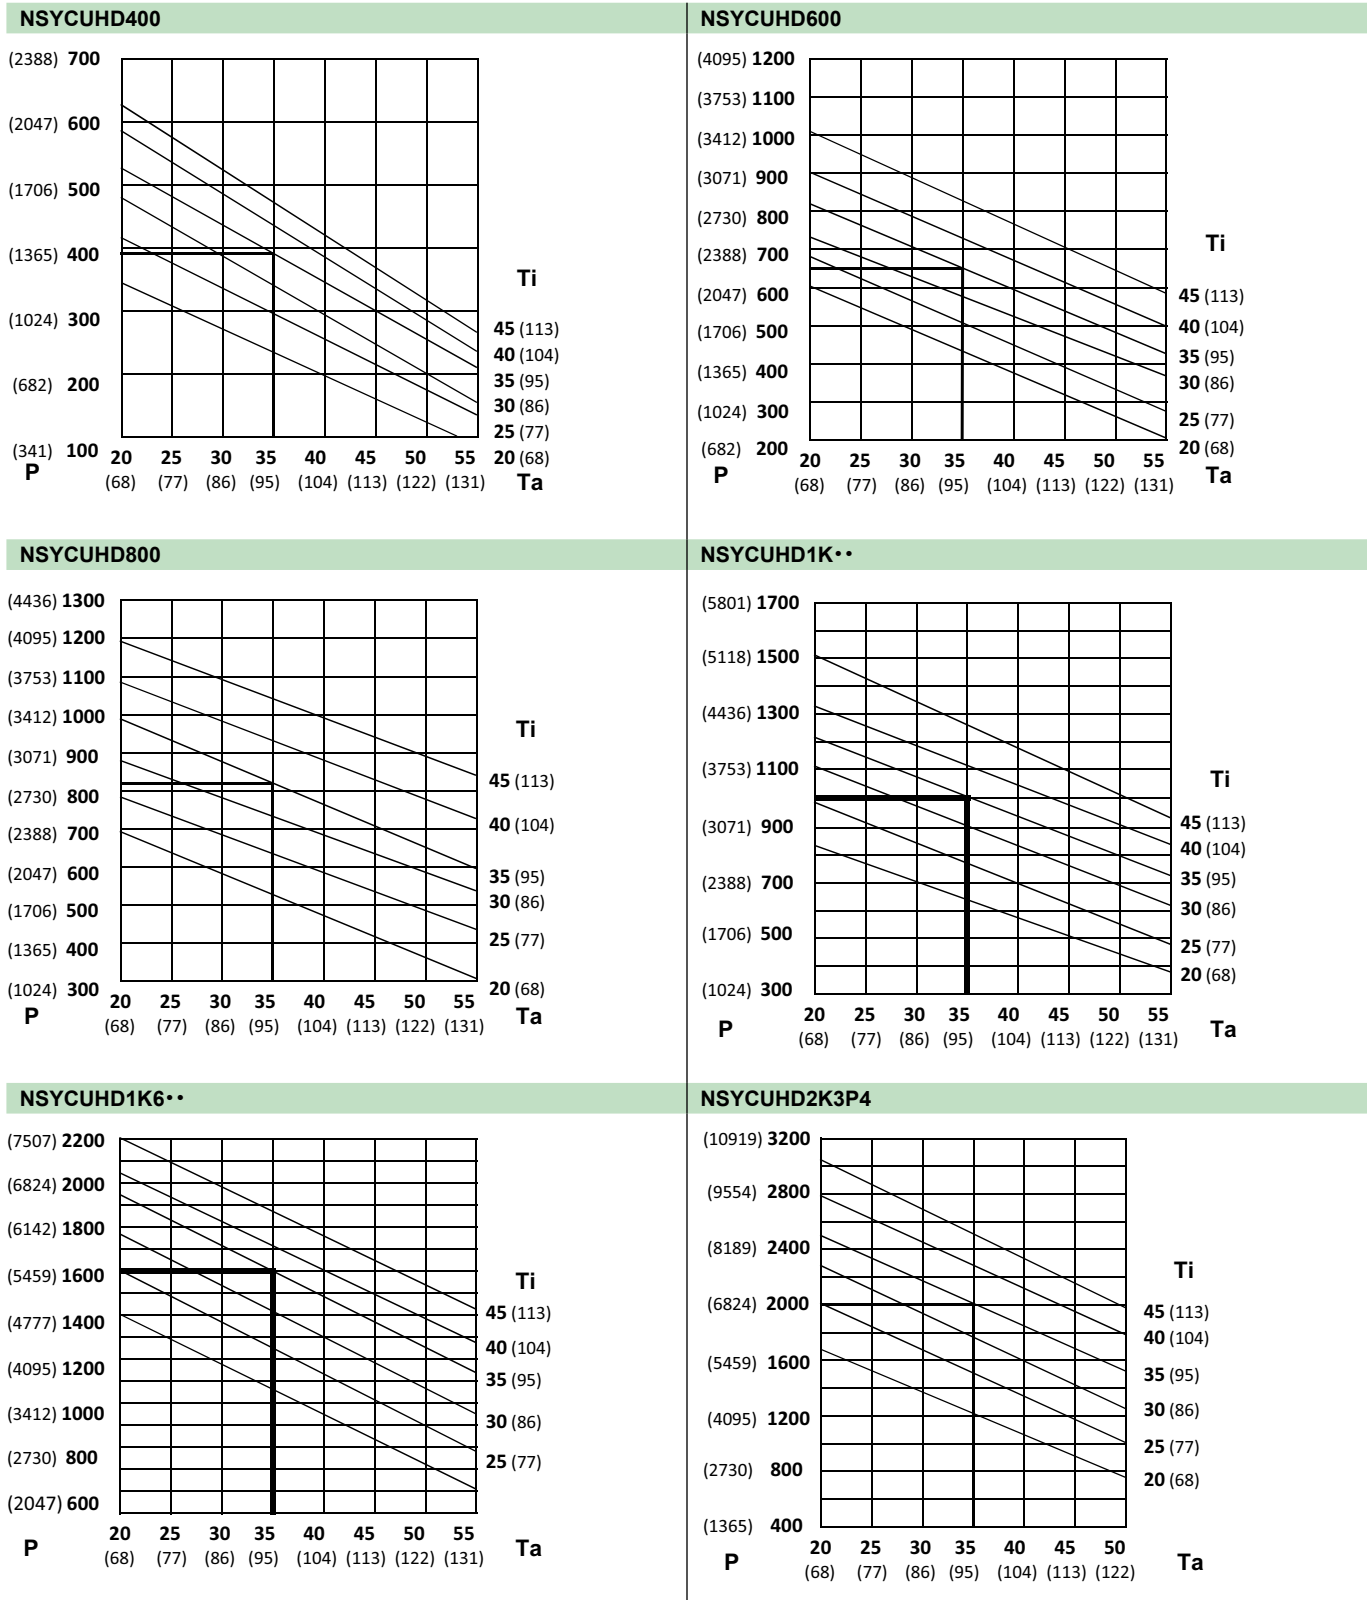 NSYCUHD400
(2388) 700
(2047) 600
(1706) 500
(1365) 400
(1024) 300
(682) 200
(341) 100
P
20 25 30 35 40 45 50 55
(68) (77) (86) (95) (104) (113) (122) (131)
Ti
45 (113)
40 (104)
35 (95)
30 (86)
25 (77)
20 (68)
Ta
NSYCUHD600
(4095) 1200
(3753) 1100
(3412) 1000
(3071) 900
(2730) 800
(2388) 700
(2047) 600
(1706) 500
(1365) 400
(1024) 300
(682) 200
P
20 25 30 35 40 45 50 55
(68) (77) (86) (95) (104) (113) (122) (131)
Ti
45 (113)
40 (104)
35 (95)
30 (86)
25 (77)
20 (68)
Ta
NSYCUHD800
(4436) 1300
(4095) 1200
(3753) 1100
(3412) 1000
(3071) 900
(2730) 800
(2388) 700
(2047) 600
(1706) 500
(1365) 400
(1024) 300
P
20 25 30 35 40 45 50 55
(68) (77) (86) (95) (104) (113) (122) (131)
Ti
45 (113)
40 (104)
35 (95)
30 (86)
25 (77)
20 (68)
Ta
NSYCUHD1K··
(5801) 1700
(5118) 1500
(4436) 1300
(3753) 1100
(3071) 900
(2388) 700
(1706) 500
(1024) 300
P
20 25 30 35 40 45 50 55
(68) (77) (86) (95) (104) (113) (122) (131)
Ti
45 (113)
40 (104)
35 (95)
30 (86)
25 (77)
20 (68)
Ta
NSYCUHD1K6··
(7507) 2200
(6824) 2000
(6142) 1800
(5459) 1600
(4777) 1400
(4095) 1200
(3412) 1000
(2730) 800
(2047) 600
P
20 25 30 35 40 45 50 55
(68) (77) (86) (95) (104) (113) (122) (131)
Ti
45 (113)
40 (104)
35 (95)
30 (86)
25 (77)
Ta
NSYCUHD2K3P4
(10919) 3200
(9554) 2800
(8189) 2400
(6824) 2000
(5459) 1600
(4095) 1200
(2730) 800
(1365) 400
P
20 25 30 35 40 45 50
(68) (77) (86) (95) (104) (113) (122)
Ti
45 (113)
40 (104)
35 (95)
30 (86)
25 (77)
20 (68)
Ta